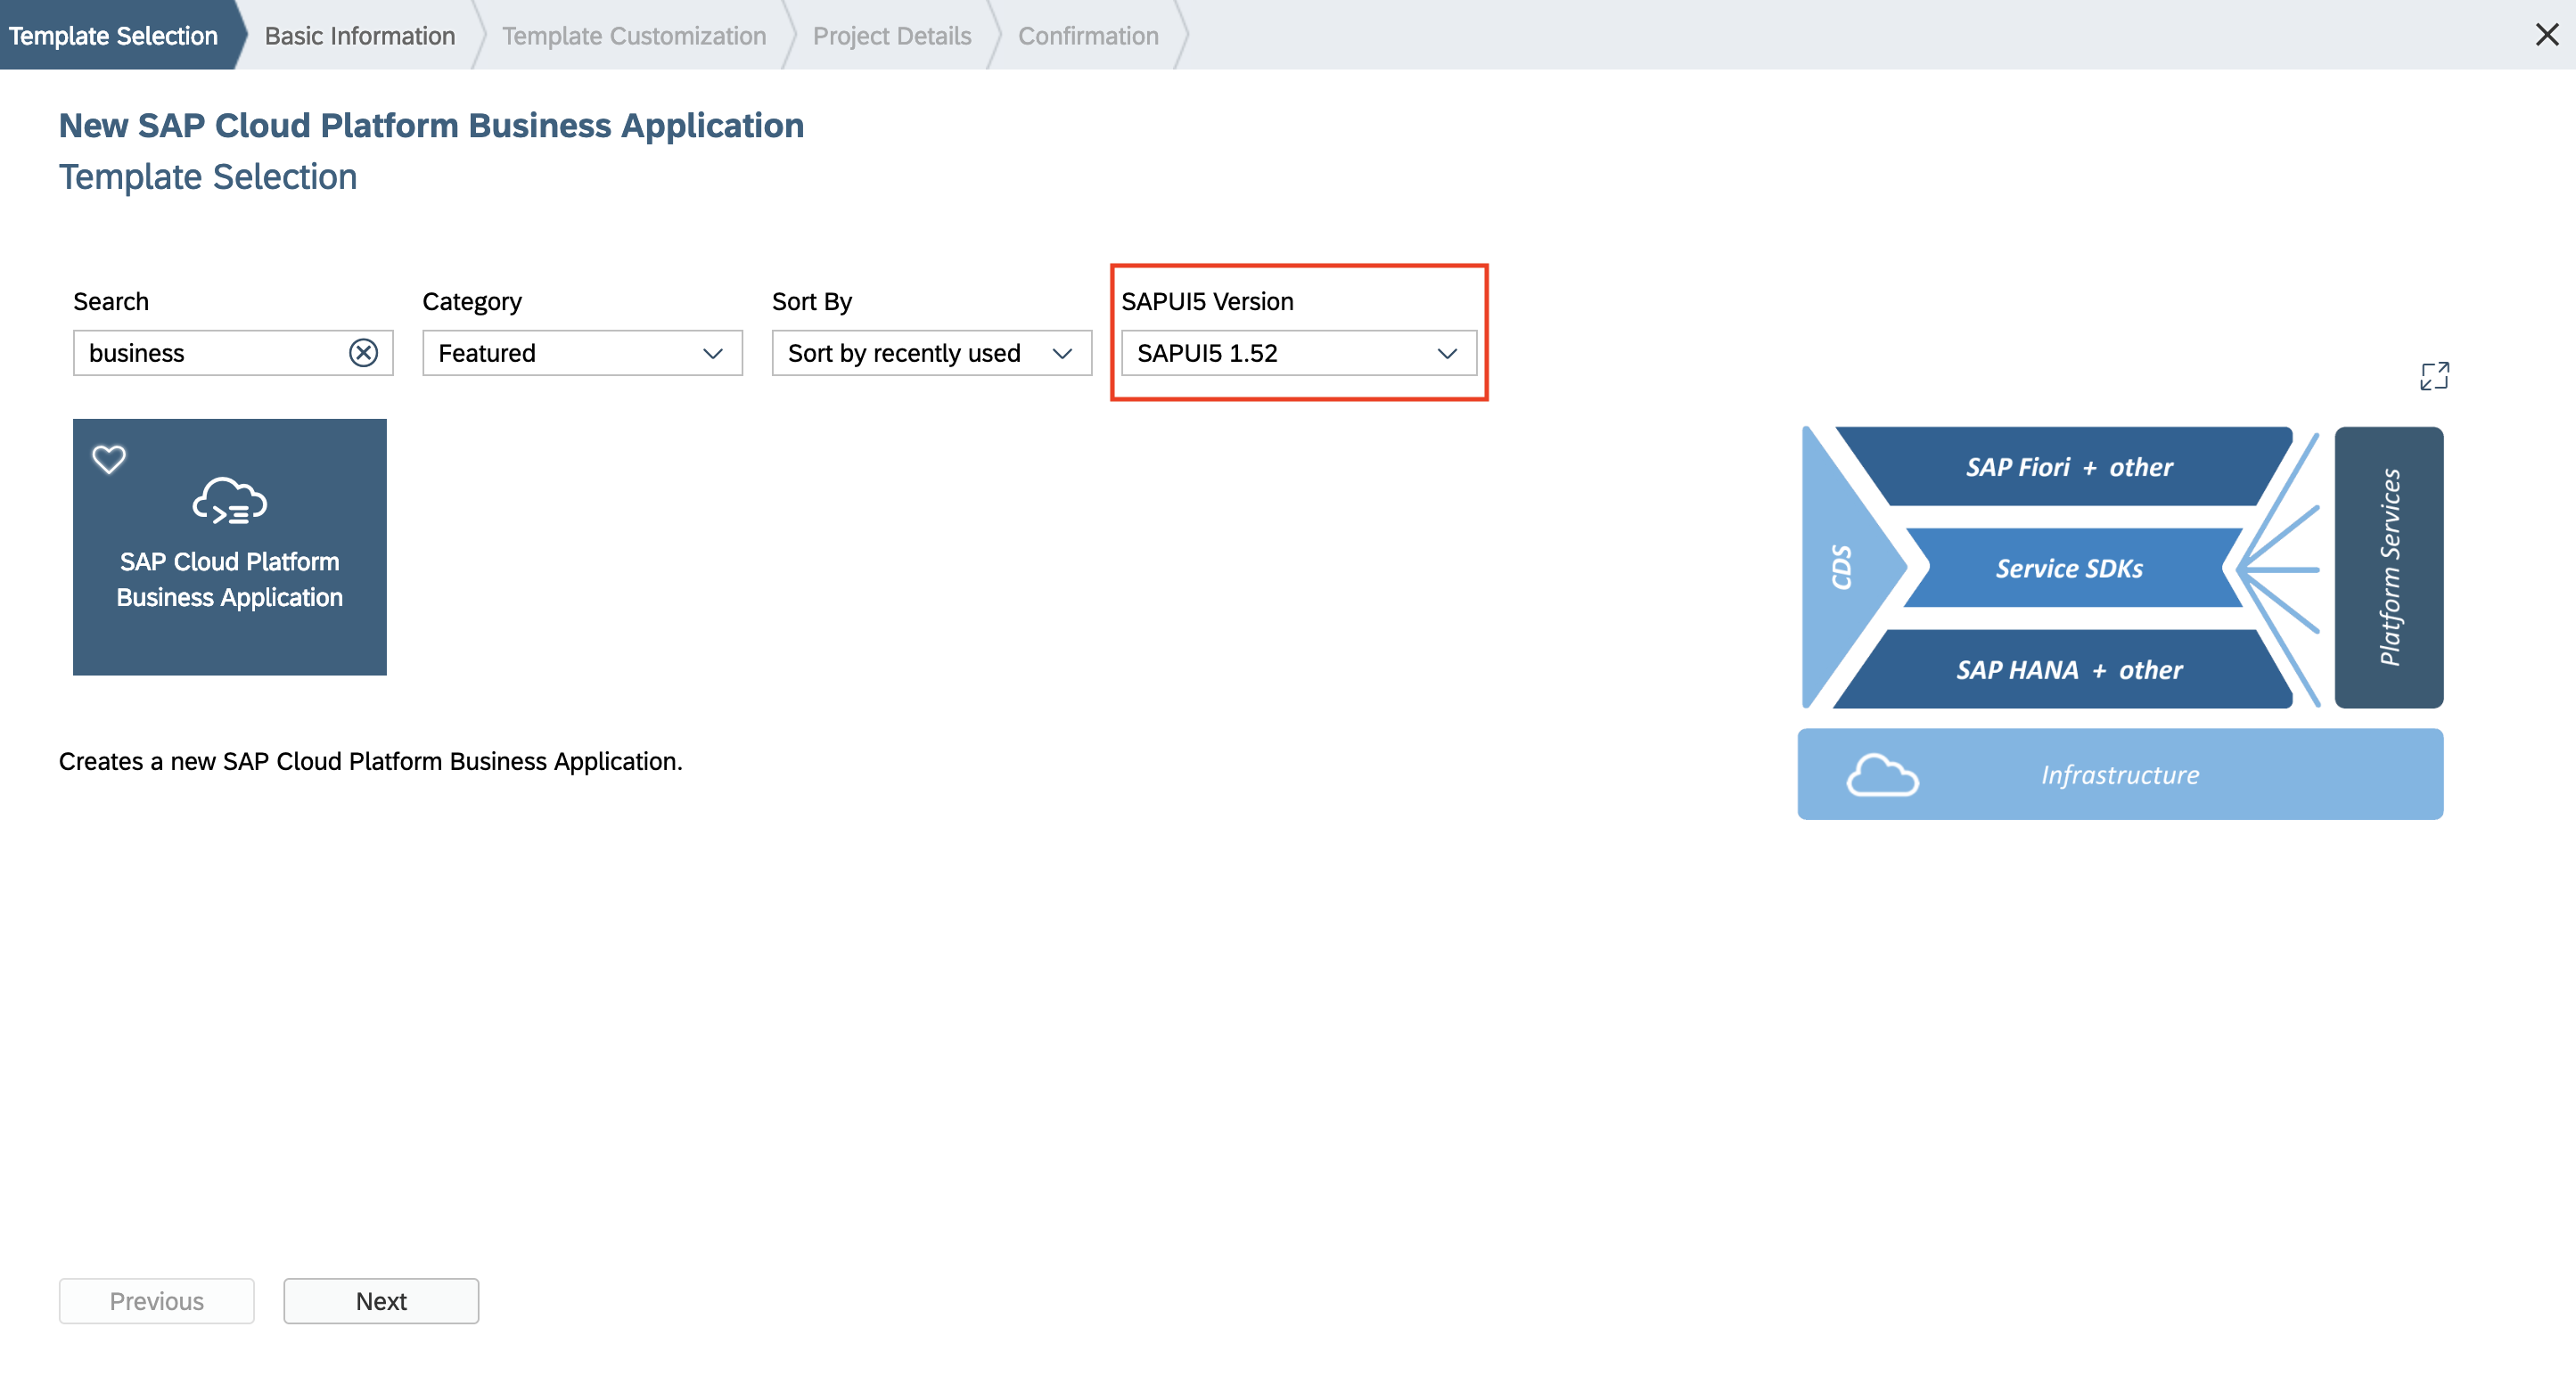 Template Selection
Basic Information
Template Customization
Project Details
Confirmation
New SAP Cloud Platform Business Application
Template Selection
Search
Category
Sort By
SAPUI5 Version
business
Featured
Sort by recently used
SAPUI5 1.52
SAP Cloud Platform
Business Application
Creates a new SAP Cloud Platform Business Application.
CDS
SAP Fiori + other
Service SDKs
SAP HANA + other
Platform Services
Infrastructure
Previous
Next